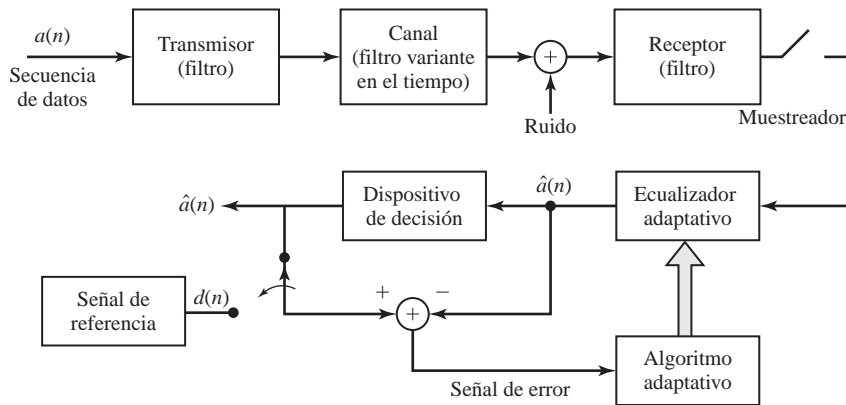 a(n)
Secuencia
de datos
Transmisor
(filtro)
Canal
(filtro variante
en el tiempo)
+
Ruido
Receptor
(filtro)
Muestreador
â(n)
Dispositivo
de decisión
â(n)
Ecualizador
adaptativo
Señal de
referencia
d(n)
+
−
+
Señal de error
Algoritmo
adaptativo